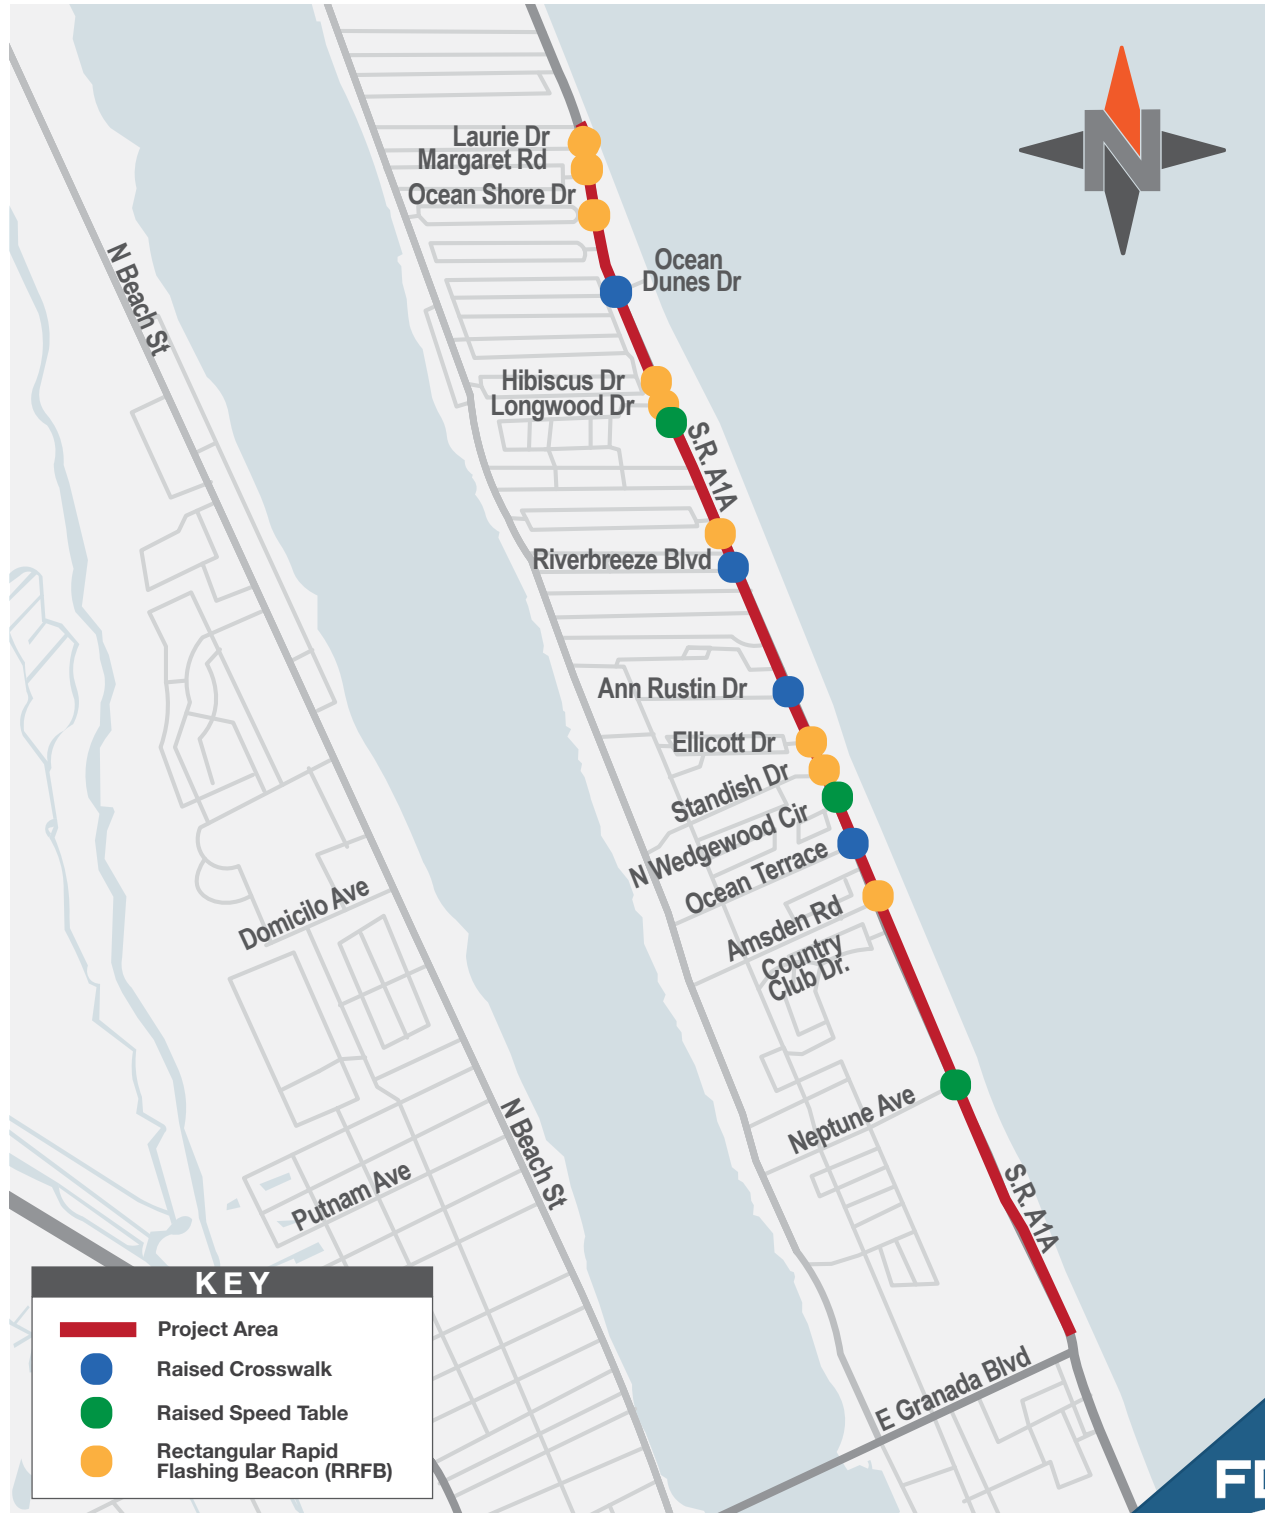 N
Laurie Dr
Margaret Rd
Ocean Shore Dr
Ocean
Dunes Dr
N Beach St
Hibiscus Dr
Longwood Dr
S.R. A1A
Riverbreeze Blvd
Ann Rustin Dr
Ellicott Dr
Standish Dr
N Wedgewood Cir
Ocean Terrace
Domicilo Ave
Amsden Rd
Country
Club Dr.
Neptune Ave
N Beach St
Putnam Ave
S.R. A1A
E Granada Blvd
KEY
Project Area
Raised Crosswalk
Raised Speed Table
Rectangular Rapid
Flashing Beacon (RRFB)